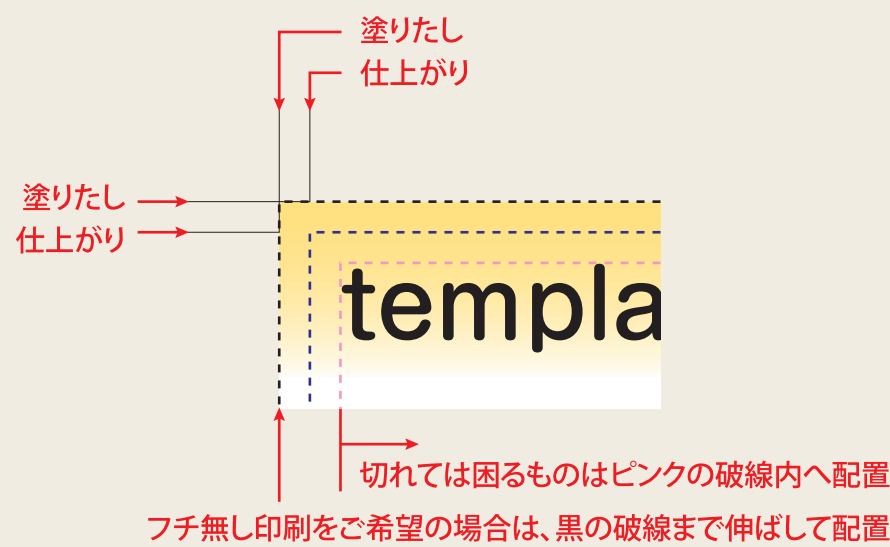 塗りたし
仕上がり
塗りたし
仕上がり
templa
切れては困るものはピンクの破線内へ配置
フチ無し印刷をご希望の場合は、黒の破線まで伸ばして配置